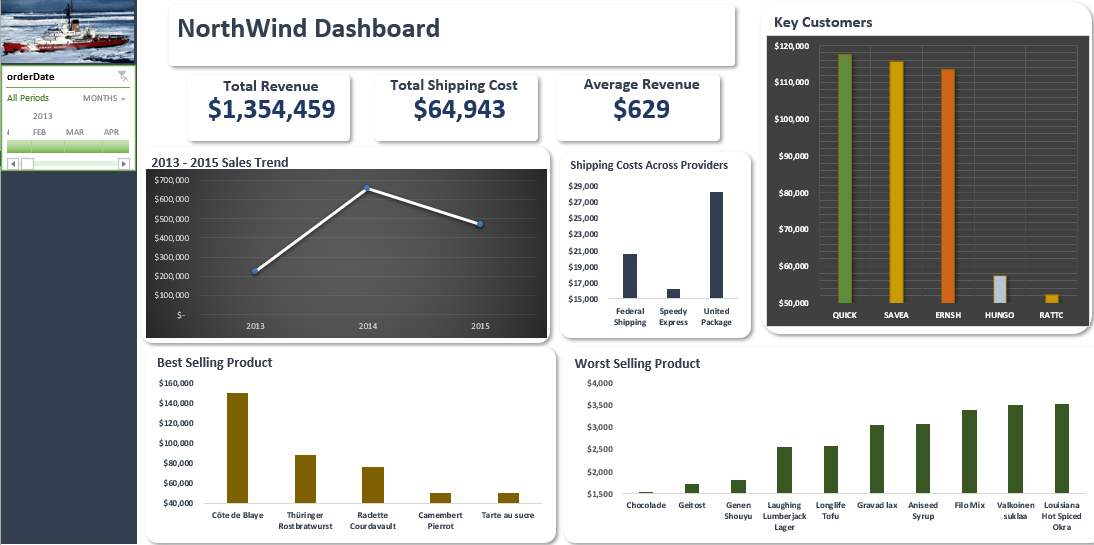 NorthWind Dashboard
orderDate
All Periods
MONTHS
2013
FEB MAR APR
Total Revenue
$1,354,459
Total Shipping Cost
$64,943
Average Revenue
$629
Key Customers
$120,000
$110,000
$100,000
$90,000
$80,000
$70,000
$60,000
$50,000
QUICK SAVEA ERNSH HUNGO RATTC
2013 - 2015 Sales Trend
$700,000
$600,000
$500,000
$400,000
$300,000
$200,000
$100,000
$-
2013 2014 2015
Shipping Costs Across Providers
$29,000
$27,000
$25,000
$23,000
$21,000
$19,000
$17,000
$15,000
Federal Speedy United
Shipping Express Package
Best Selling Product
$160,000
$140,000
$120,000
$100,000
$80,000
$60,000
$40,000
Côte de Blaye Thüringer Radette Camembert Tarte au sucre
Rostbratwurst Courdavault Pierrot
Worst Selling Product
$4,000
$3,500
$3,000
$2,500
$2,000
$1,500
Chocolade Geitost Genen Laughing Longlife Gravad lax Aniseed Filo Mix Valkoinen Louisiana
Shouyu Lumberjack Tofu Syrup suklaa Hot Spiced
Lager Okra